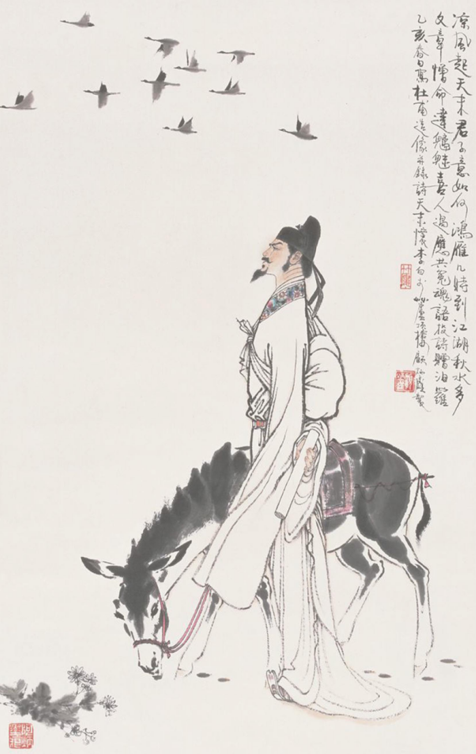 凉風起天末君子意如何鴻雁几時到江湖秋水多
文章憎命達魑魅喜人過應共冤魂語投詩贈汨羅
乙亥春日寫杜甫造像并錄詩天末懷李白于